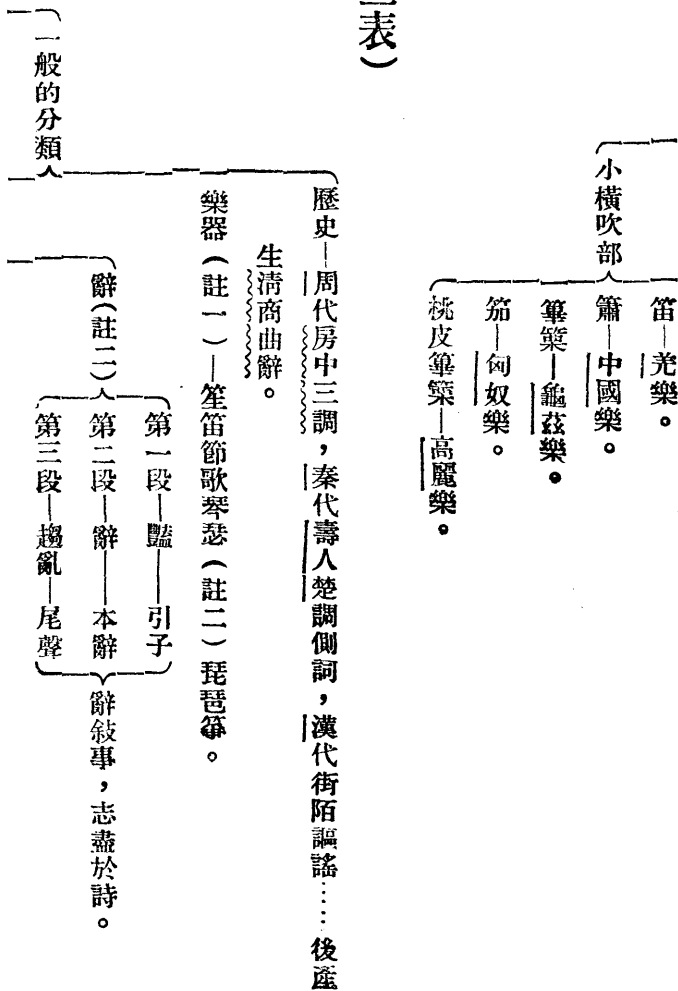 小橫吹部
笛—羌樂。
簫—中國樂。
篳篥—龜茲樂。
笳—匈奴樂。
桃皮篳篥—高麗樂。
表)
一般的分類
歷史—周代房中三調，秦代壽人楚調側詞，漢代街陌謳謠……後產
生清商曲辭。
樂器(註一)—笙笛節歌琴瑟(註二)琵琶箏。
辭(註二)
第一段—豔—引子
第二段—辭—本辭
第三段—趨亂—尾聲
辭敍事，志盡於詩。